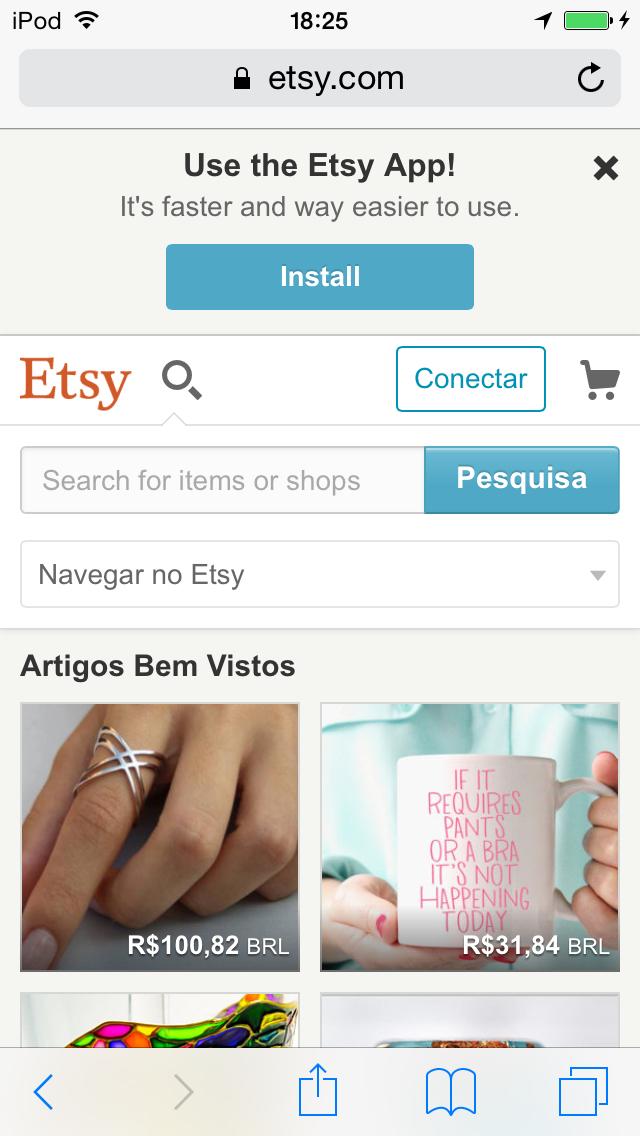 iPod
18:25
etsy.com
Use the Etsy App!
It's faster and way easier to use.
Install
Etsy
Conectar
Search for items or shops
Pesquisa
Navegar no Etsy
Artigos Bem Vistos
R$100,82 BRL
IF IT
REQUIRES
PANTS
OR A BRA
IT'S NOT
HAPPENING
TODAY
R$31,84 BRL